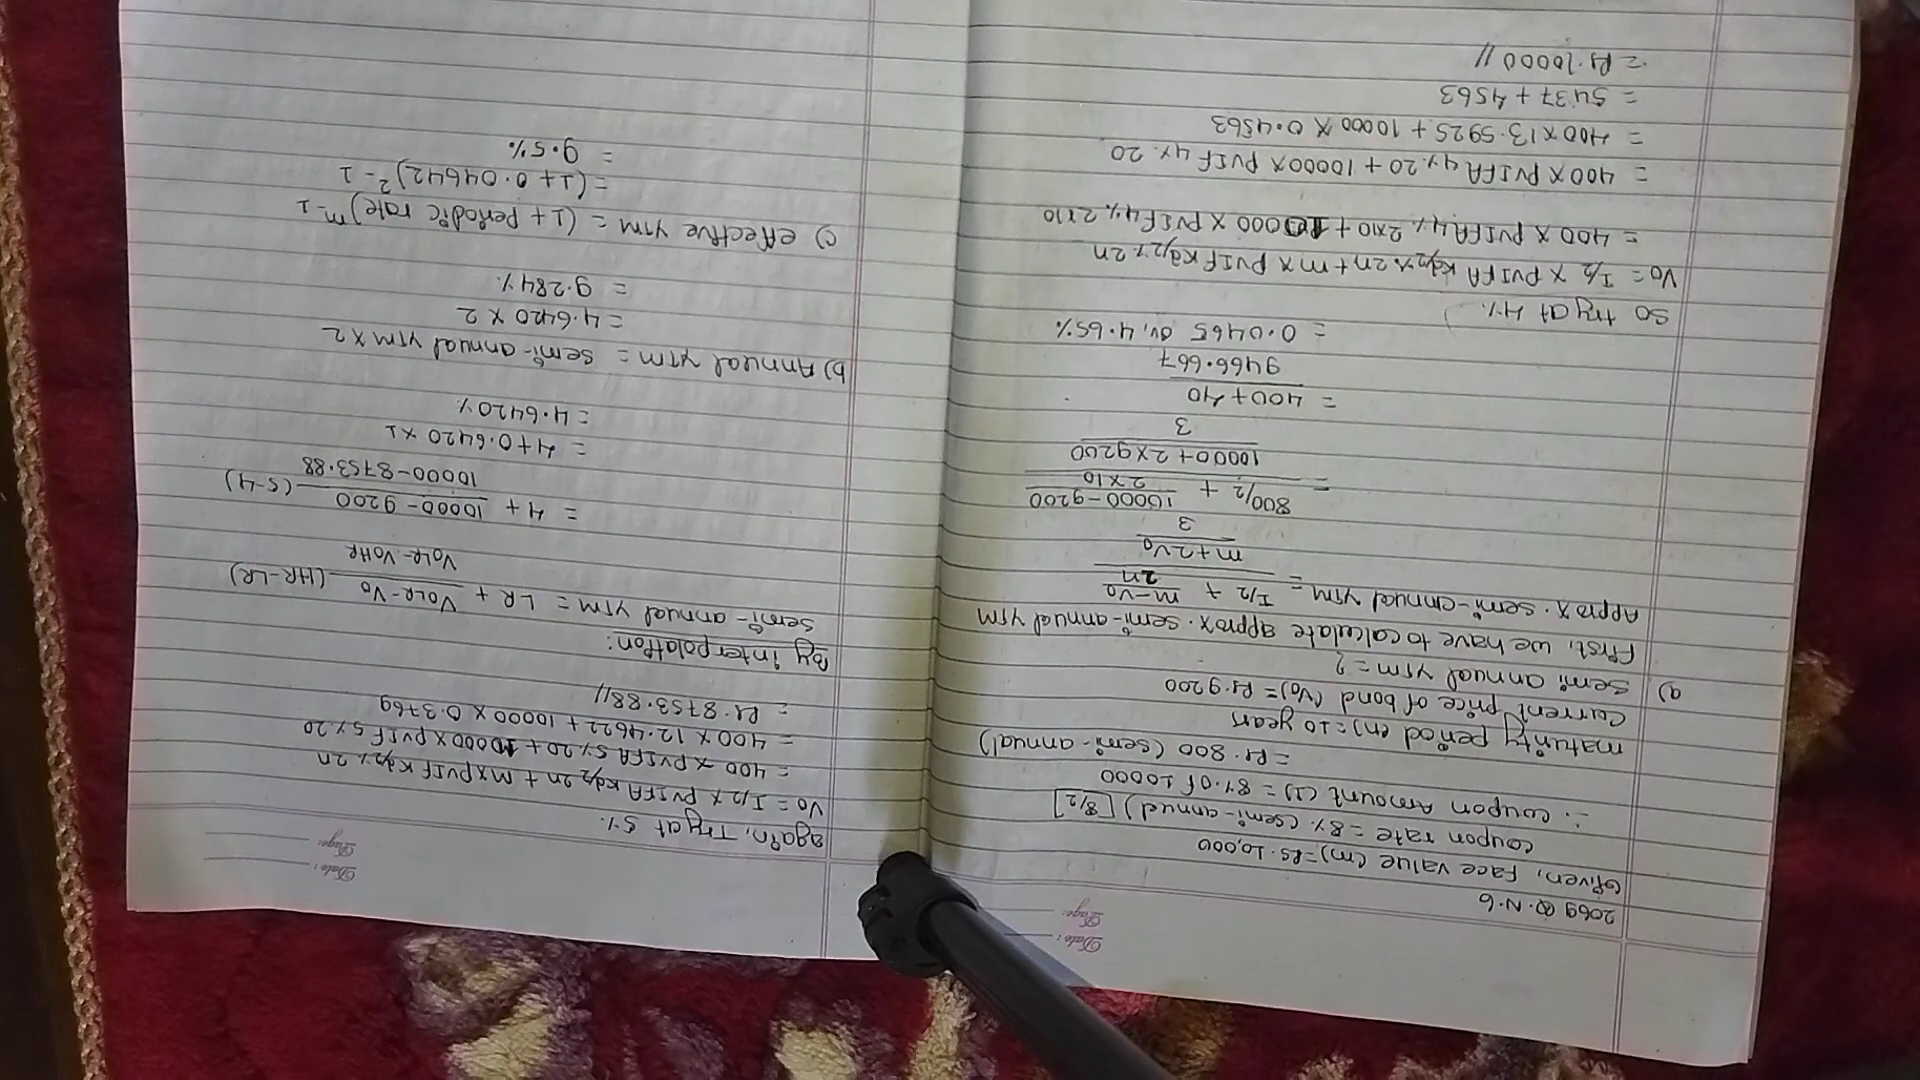 Date:
Page:
2069 Q.N.6
Given, Face value (m)=Rs.10,000
coupon rate = 8% (semi-annual) [8/2]
∴ coupon Amount (I) = 8% of 10000
= Rs.800 (semi-annual)
maturity period (n)=10 years
Current price of bond (V0)= Rs.9200
a) Semi annual YTM = ?
First, we have to calculate approx. semi-annual YTM
Approx. semi-annual YTM = I/2 + m-V0
2n
m+2V0
3
= 800/2 + 10000-9200
2×10
10000+2×9200
3
= 400+40
9466.667
= 0.0465 or, 4.65%
So try at 4%.
V0 = I/2 × PVIFA kd/2% 2n + m× PVIF kd/2% 2n
= 400 × PVIFA4% 2×10 + 10000 × PVIF4% 2×10
= 400× PVIFA 4% 20 + 10000× PVIF 4% 20
= 400×13.5925 + 10000 × 0.4563
= 5437 + 4563
= Rs.10000 //
Date:
Page:
again, Try at 5%.
V0 = I/2 × PVIFA kd/2 2n + M×PVIF kd/2% 2n
= 400 × PVIFA 5% 20 + 10000× PVIF 5% 20
= 400 × 12.4622 + 10000 × 0.3769
= Rs.8753.88//
By interpolation:
semi-annual YTM = LR + VoLR-V0 (HR-LR)
VoLR-VoHR
= 4 + 10000-9200 (5-4)
10000-8753.88
= 4+0.6420 ×1
= 4.6420%
b) Annual YTM = semi-annual YTM × 2
= 4.6420 × 2
= 9.284%
c) effective YTM = (1+ periodic rate)m-1
= (1+ 0.04642)2-1
= 9.5%